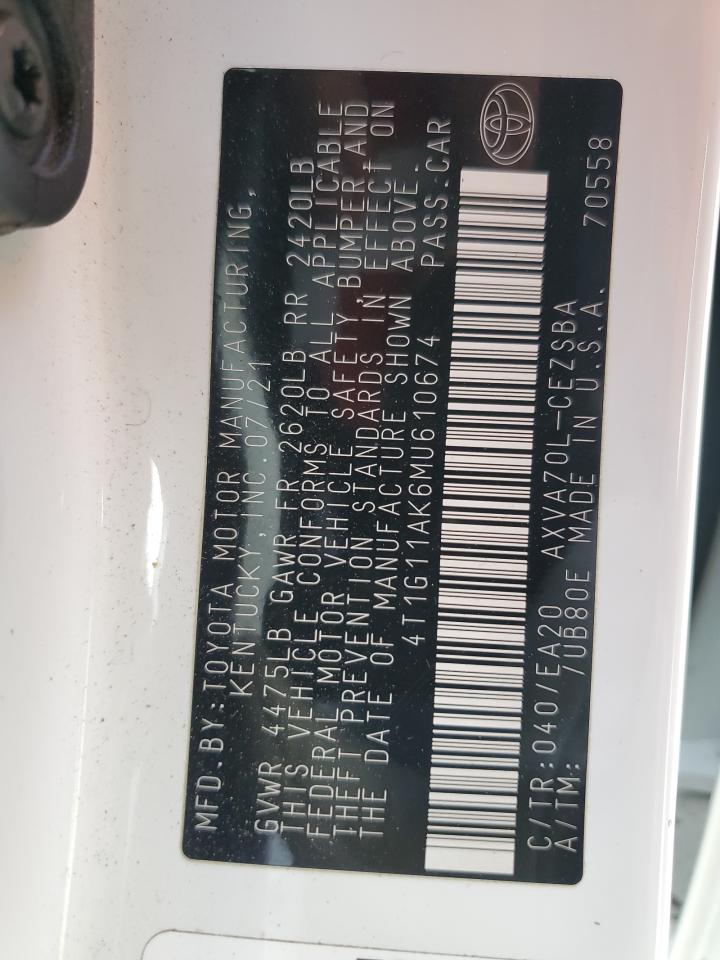 MFD.BY:TOYOTA MOTOR MANUFACTURING,
KENTUCKY,INC.07/21
GVWR 4475LB GAWR FR 2620LB RR 2420LB
THIS VEHICLE CONFORMS TO ALL APPLICABLE
FEDERAL MOTOR VEHICLE SAFETY,BUMPER AND
THEFT PREVENTION STANDARDS IN EFFECT ON
THE DATE OF MANUFACTURE SHOWN ABOVE.
4T1G11AK6MU610674 PASS.CAR
C/TR:040/EA20 AXVA70L-CEZSBA
A/TM: /UB80E MADE IN U.S.A. 70558